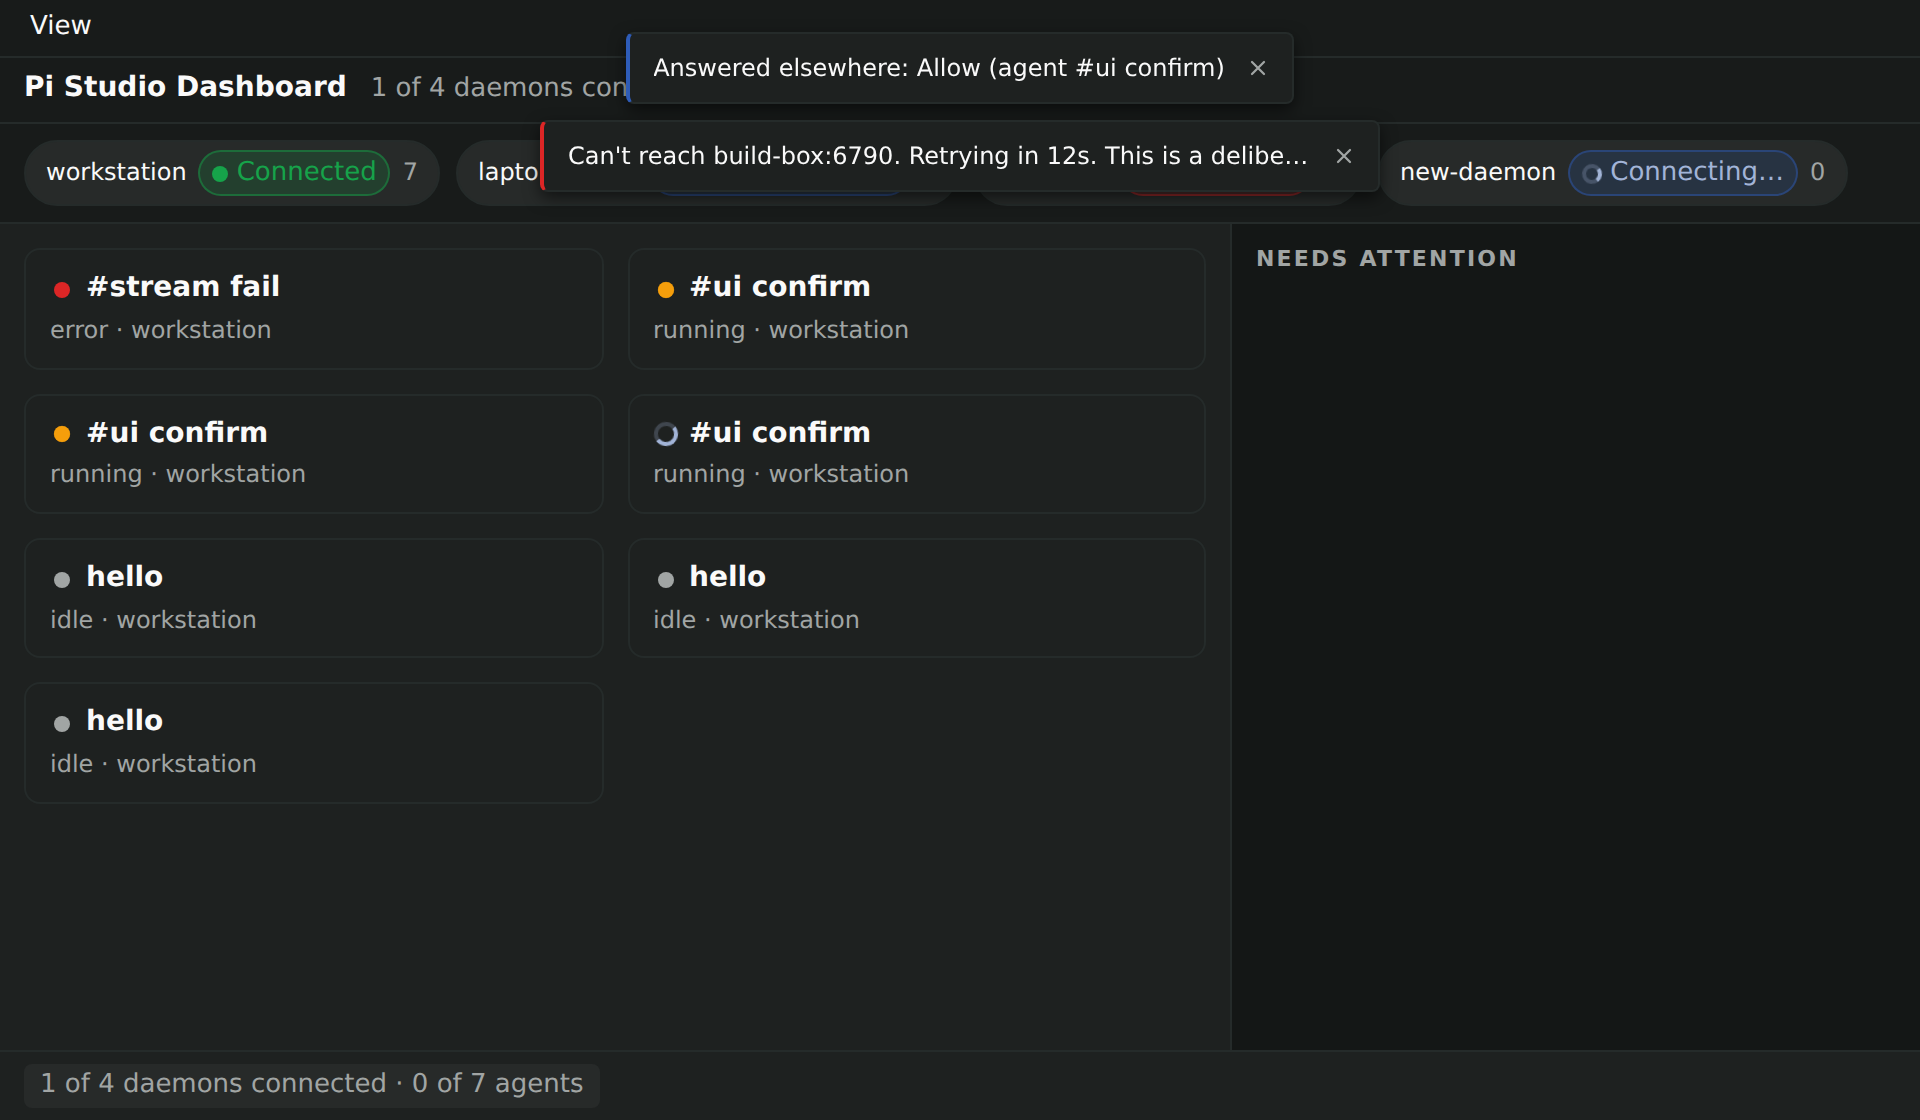 View
Answered elsewhere: Allow (agent #ui confirm) ×
Pi Studio Dashboard 1 of 4 daemons con
Can't reach build-box:6790. Retrying in 12s. This is a delibe… ×
workstation Connected 7 lapto new-daemon Connecting… 0
NEEDS ATTENTION
#stream fail
error · workstation
#ui confirm
running · workstation
#ui confirm
running · workstation
#ui confirm
running · workstation
hello
idle · workstation
hello
idle · workstation
hello
idle · workstation
1 of 4 daemons connected · 0 of 7 agents